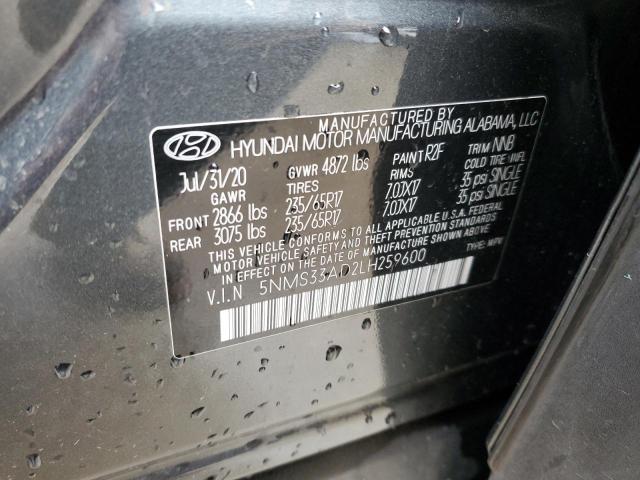 MANUFACTURED BY
HYUNDAI MOTOR MANUFACTURING ALABAMA, LLC
Jul/31/20 GVWR 4872 lbs PAINT R2F TRIM NNB
GAWR TIRES RIMS COLD TIRE INFL.
FRONT 2866 lbs 235/65R17 7.0JX17 35 psi SINGLE
REAR 3075 lbs 235/65R17 7.0JX17 35 psi SINGLE
THIS VEHICLE CONFORMS TO ALL APPLICABLE U.S.A. FEDERAL
MOTOR VEHICLE SAFETY AND THEFT PREVENTION STANDARDS
IN EFFECT ON THE DATE OF MANUFACTURE SHOWN ABOVE.
V.I.N 5NMS33AD2LH259600 TYPE: MPV